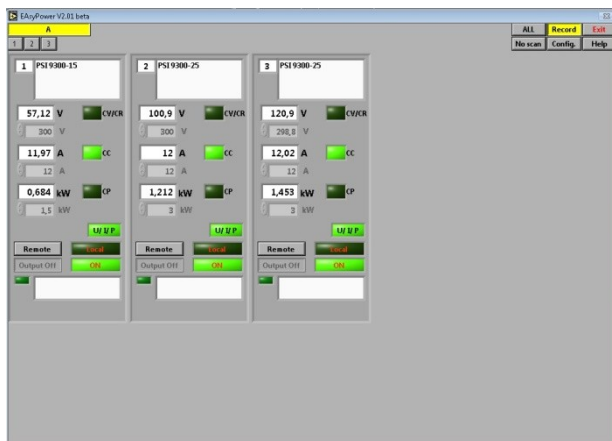 EAsyPower V2.01 beta
A
ALL Record Exit
1 2 3
No scan Config. Help
1 PSI 9300-15
2 PSI 9300-25
3 PSI 9300-25
57,12 V CV/CR
100,9 V CV/CR
120,9 V CV/CR
300 V
300 V
298,8 V
11,97 A CC
12 A CC
12,02 A CC
12 A
12 A
12 A
0,684 kW CP
1,212 kW CP
1,453 kW CP
1,5 kW
3 kW
3 kW
U/I/P
U/I/P
U/I/P
Remote Local
Remote Local
Remote Local
Output Off ON
Output Off ON
Output Off ON